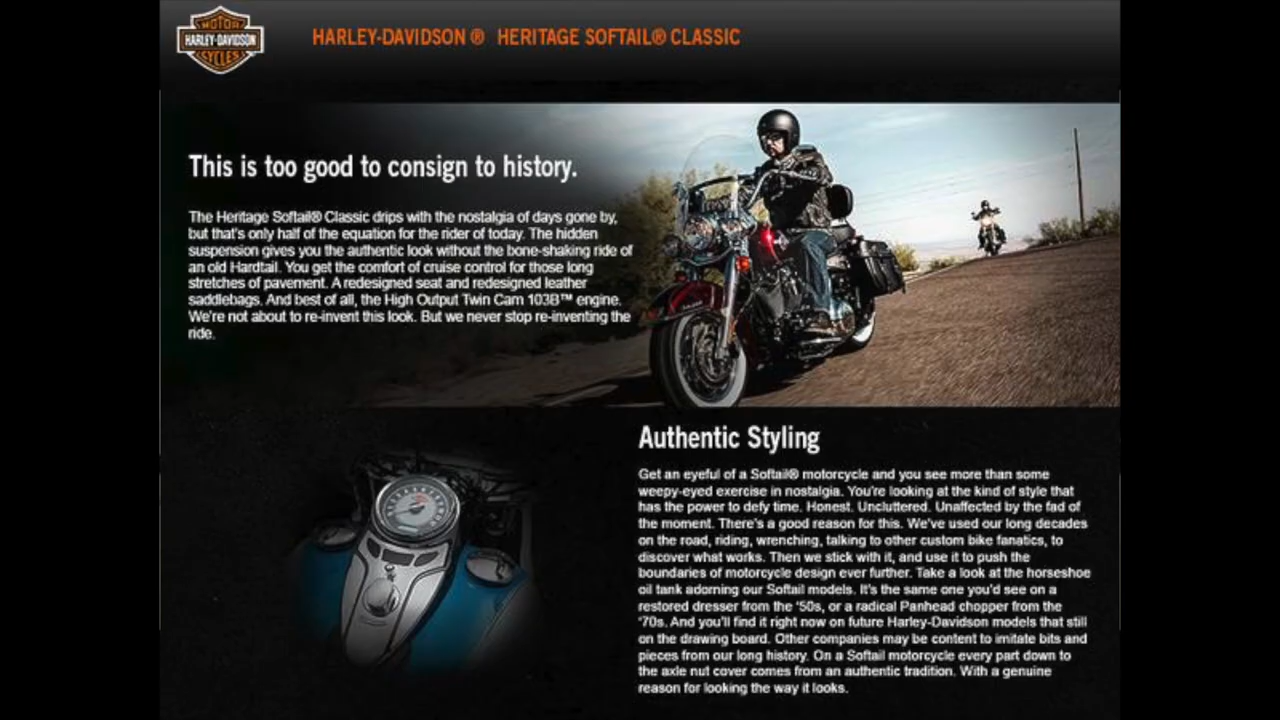 MOTOR
HARLEY-DAVIDSON
CYCLES
HARLEY-DAVIDSON ® HERITAGE SOFTAIL® CLASSIC
This is too good to consign to history.
The Heritage Softail® Classic drips with the nostalgia of days gone by,
but that's only half of the equation for the rider of today. The hidden
suspension gives you the authentic look without the bone-shaking ride of
an old Hardtail. You get the comfort of cruise control for those long
stretches of pavement. A redesigned seat and redesigned leather
saddlebags. And best of all, the High Output Twin Cam 103B™ engine.
We're not about to re-invent this look. But we never stop re-inventing the
ride.
Authentic Styling
Get an eyeful of a Softail® motorcycle and you see more than some
weepy-eyed exercise in nostalgia. You're looking at the kind of style that
has the power to defy time. Honest. Uncluttered. Unaffected by the fad of
the moment. There's a good reason for this. We've used our long decades
on the road, riding, wrenching, talking to other custom bike fanatics, to
discover what works. Then we stick with it, and use it to push the
boundaries of motorcycle design ever further. Take a look at the horseshoe
oil tank adorning our Softail models. It's the same one you'd see on a
restored dresser from the '50s, or a radical Panhead chopper from the
'70s. And you'll find it right now on future Harley-Davidson models that still
on the drawing board. Other companies may be content to imitate bits and
pieces from our long history. On a Softail motorcycle every part down to
the axle nut cover comes from an authentic tradition. With a genuine
reason for looking the way it looks.